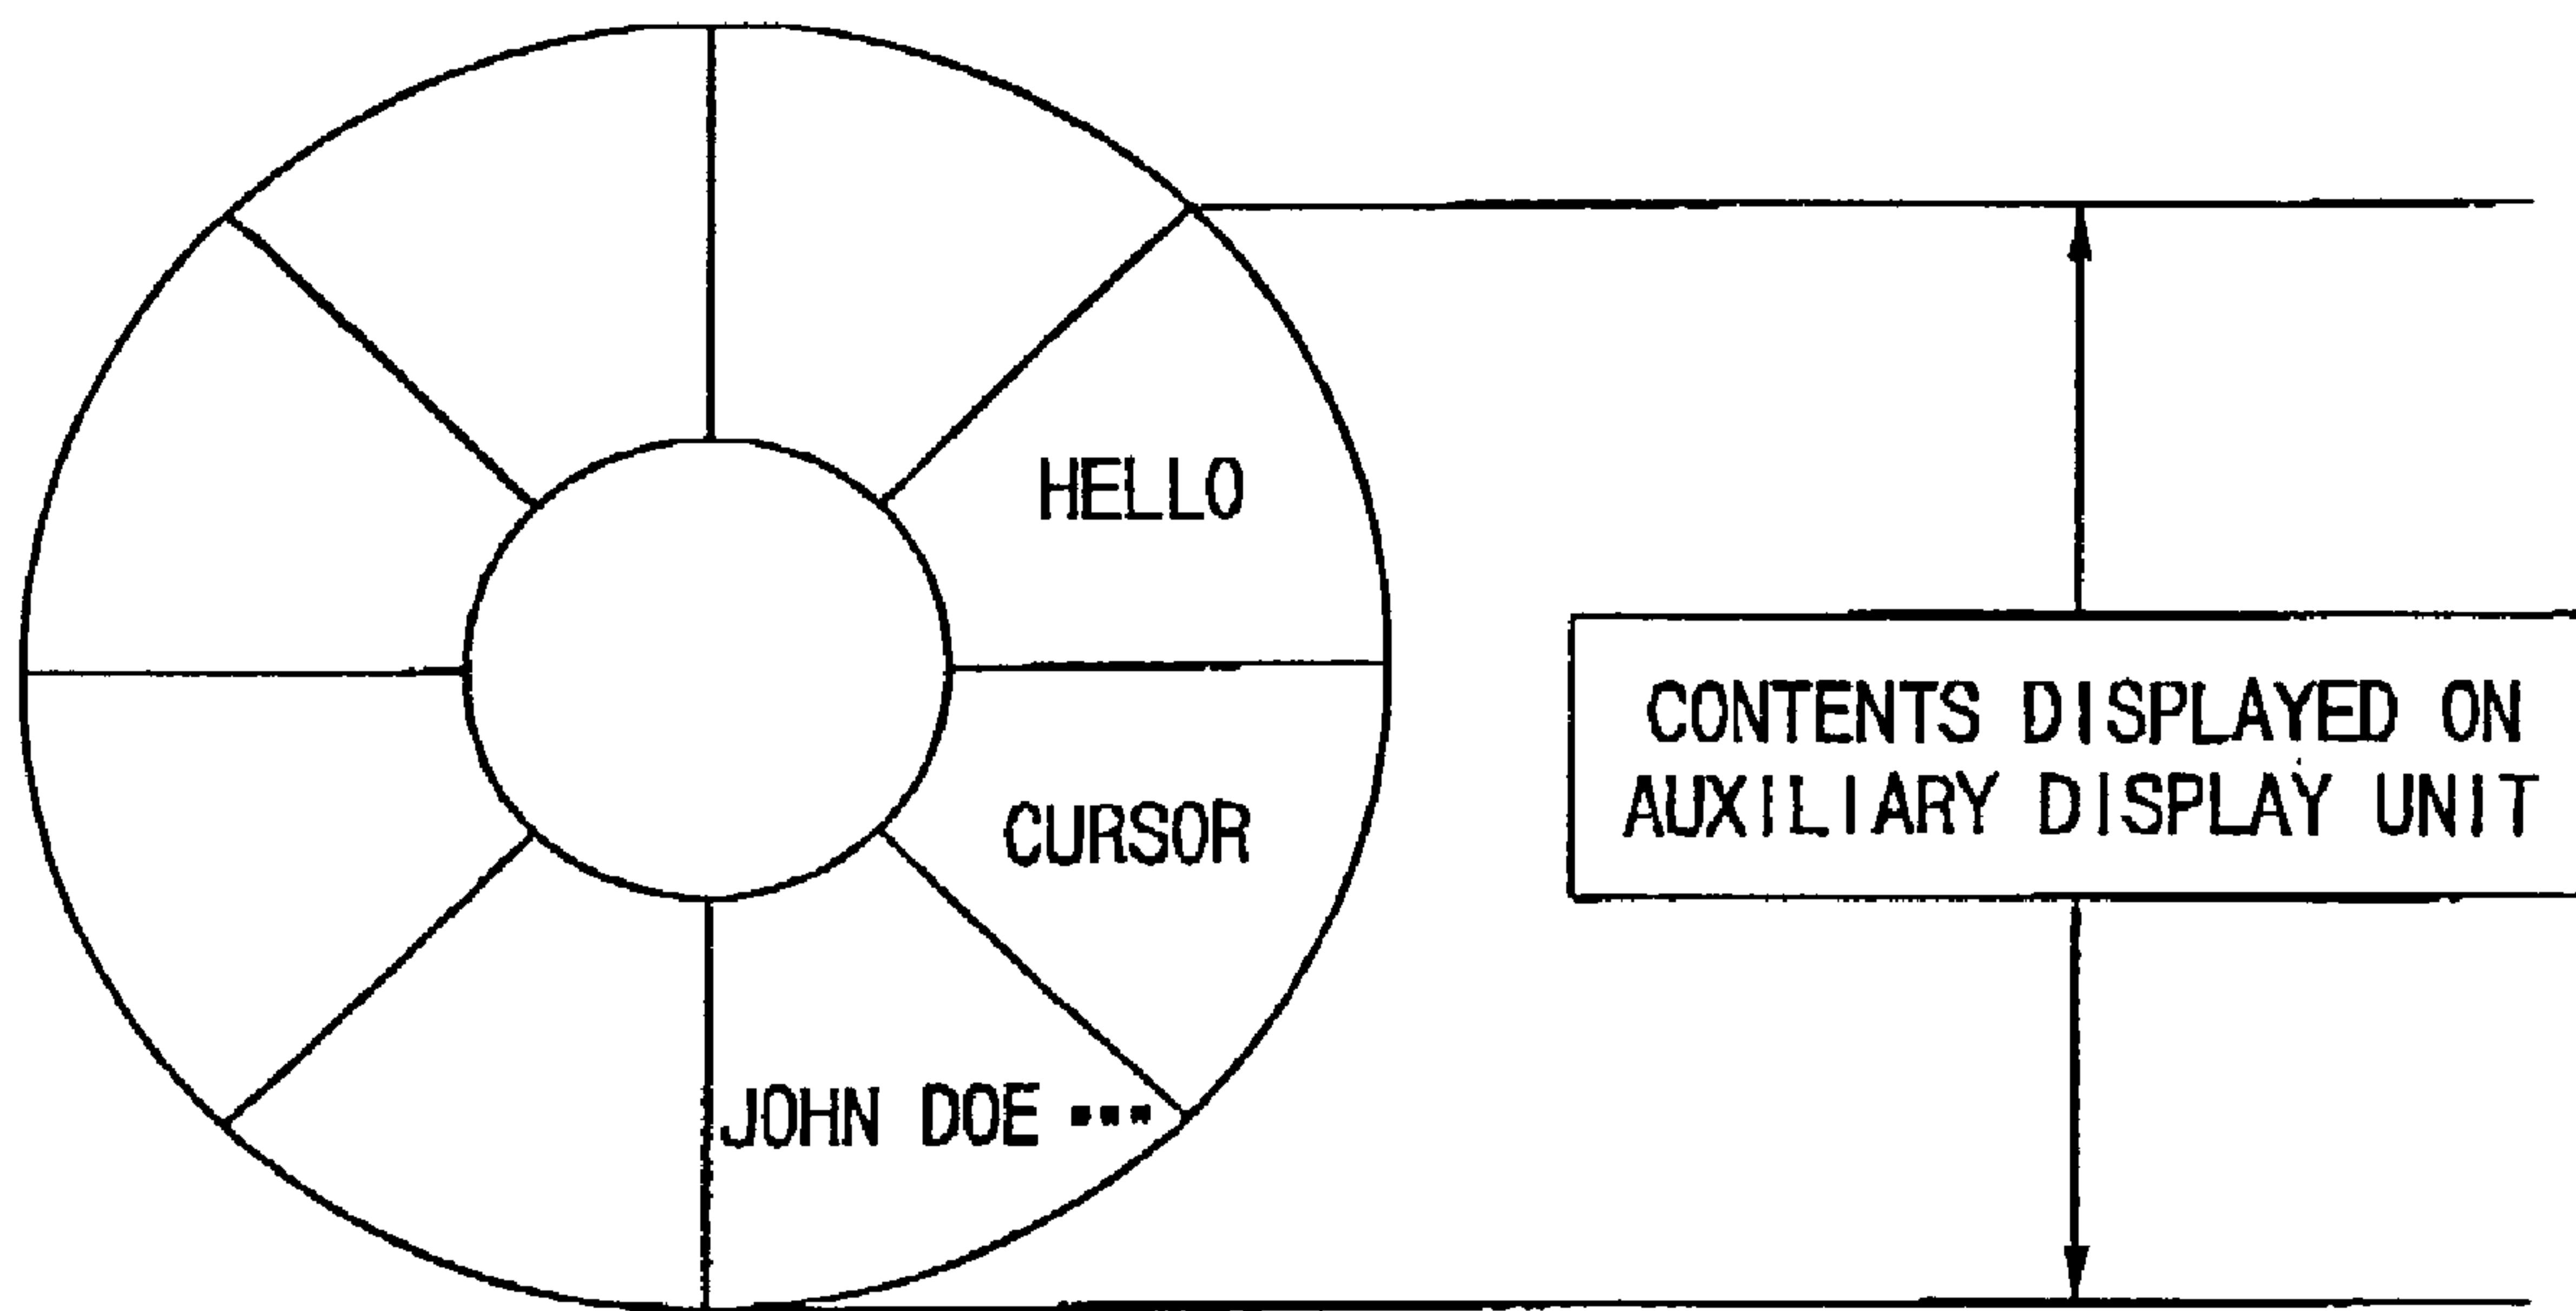 HELLO
CURSOR
JOHN DOE ...
CONTENTS DISPLAYED ON
AUXILIARY DISPLAY UNIT